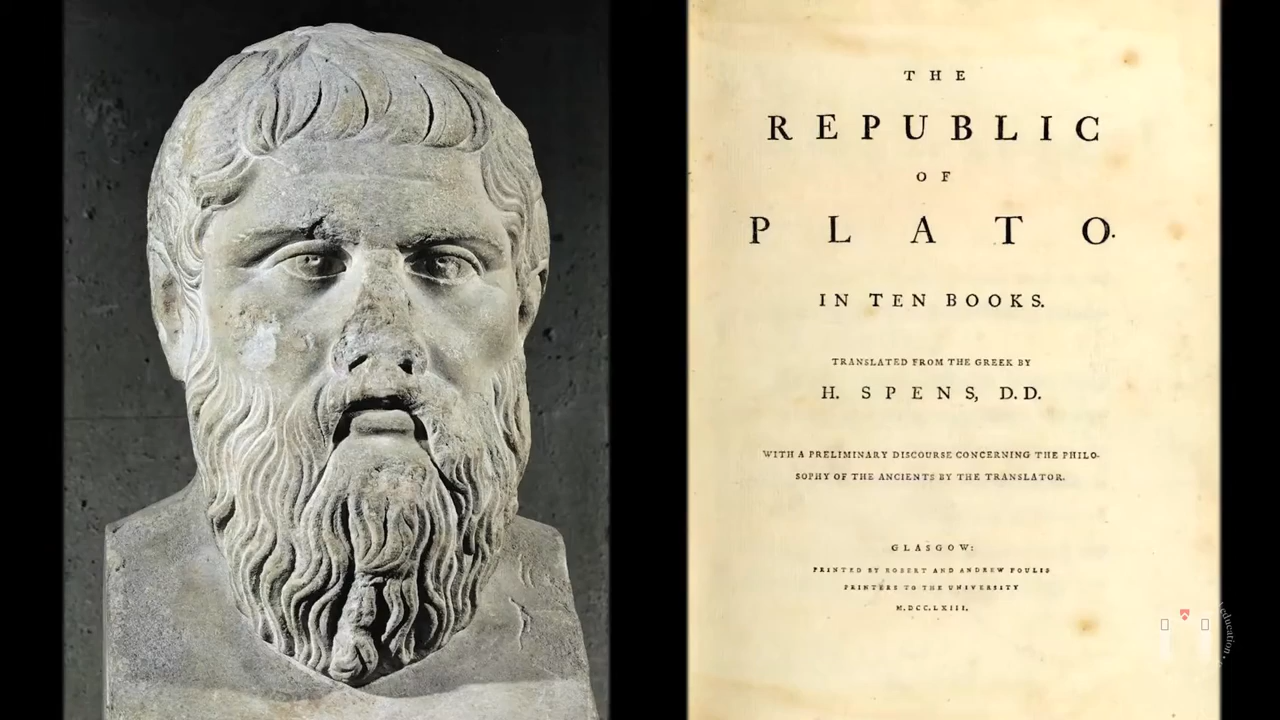 THE
REPUBLIC
OF
PLATO.
IN TEN BOOKS.
TRANSLATED FROM THE GREEK BY
H. SPENS, D.D.
WITH A PRELIMINARY DISCOURSE CONCERNING THE PHILO-
SOPHY OF THE ANCIENTS BY THE TRANSLATOR.
GLASGOW:
PRINTED BY ROBERT AND ANDREW FOULIS
PRINTERS TO THE UNIVERSITY
M.DCC.LXIII.
education